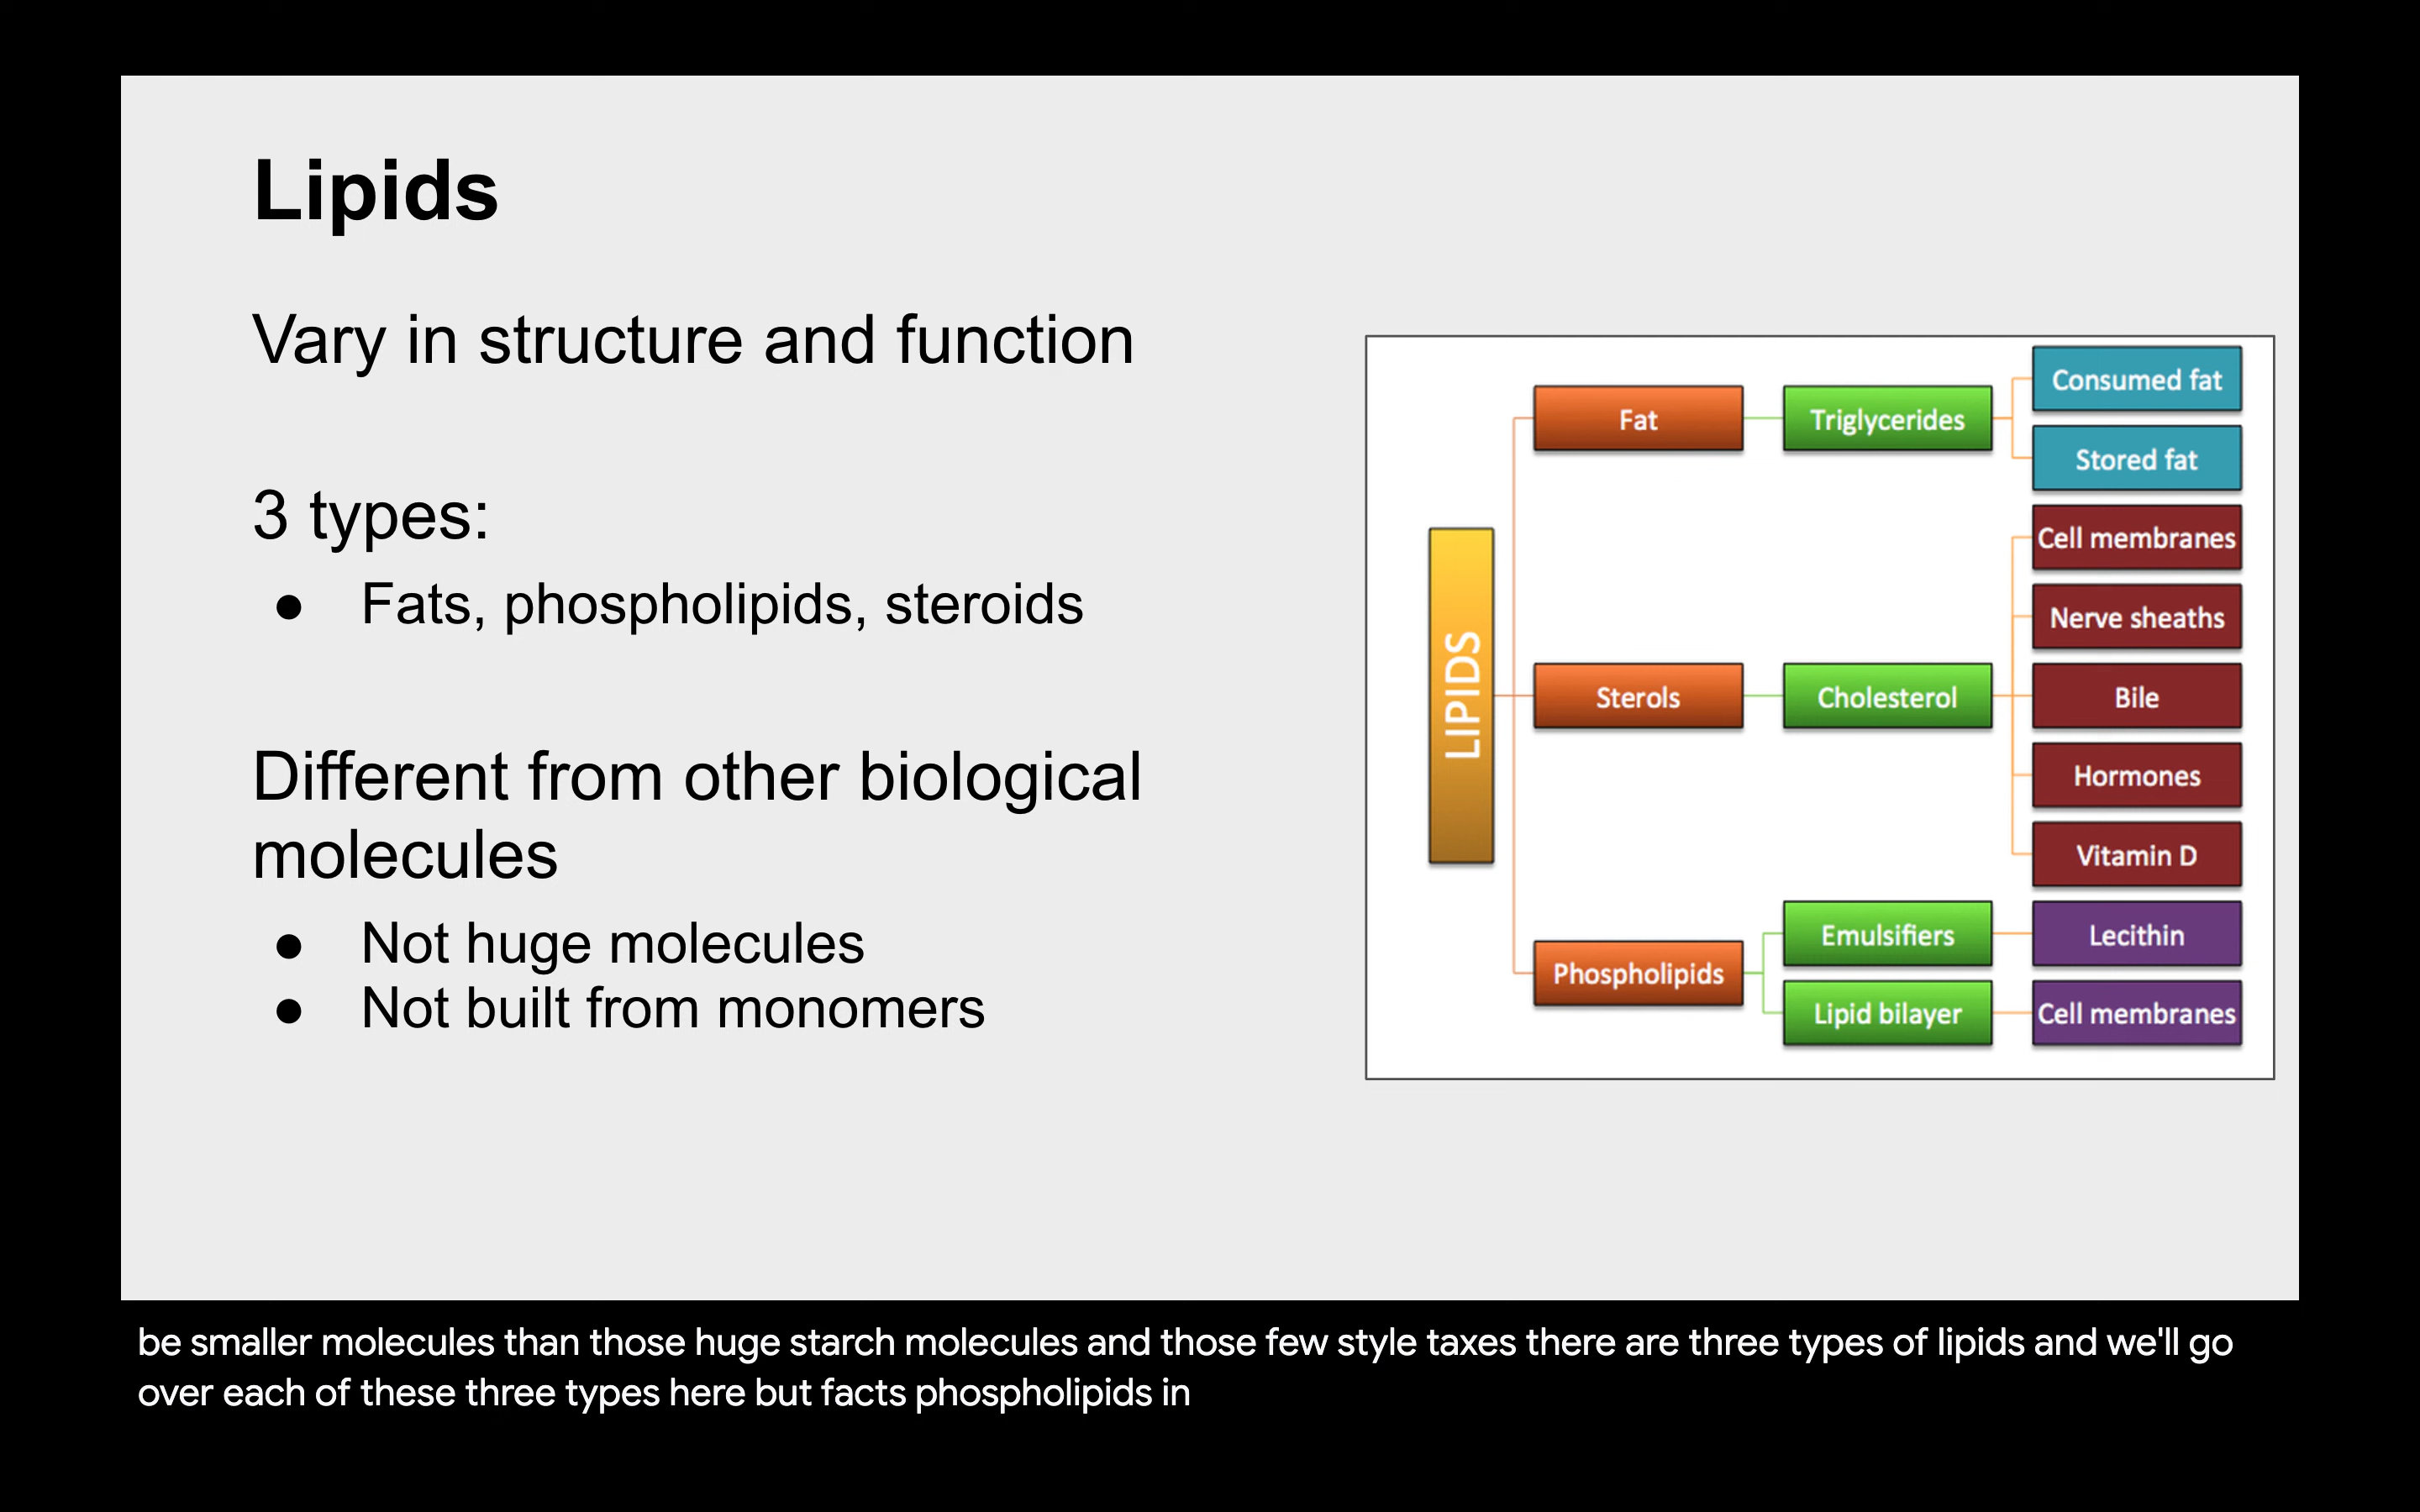 Lipids
Vary in structure and function
3 types:
● Fats, phospholipids, steroids
Different from other biological
molecules
● Not huge molecules
● Not built from monomers
LIPIDS
Fat
Triglycerides
Consumed fat
Stored fat
Sterols
Cholesterol
Cell membranes
Nerve sheaths
Bile
Hormones
Vitamin D
Phospholipids
Emulsifiers
Lecithin
Lipid bilayer
Cell membranes
be smaller molecules than those huge starch molecules and those few style taxes there are three types of lipids and we'll go
over each of these three types here but facts phospholipids in